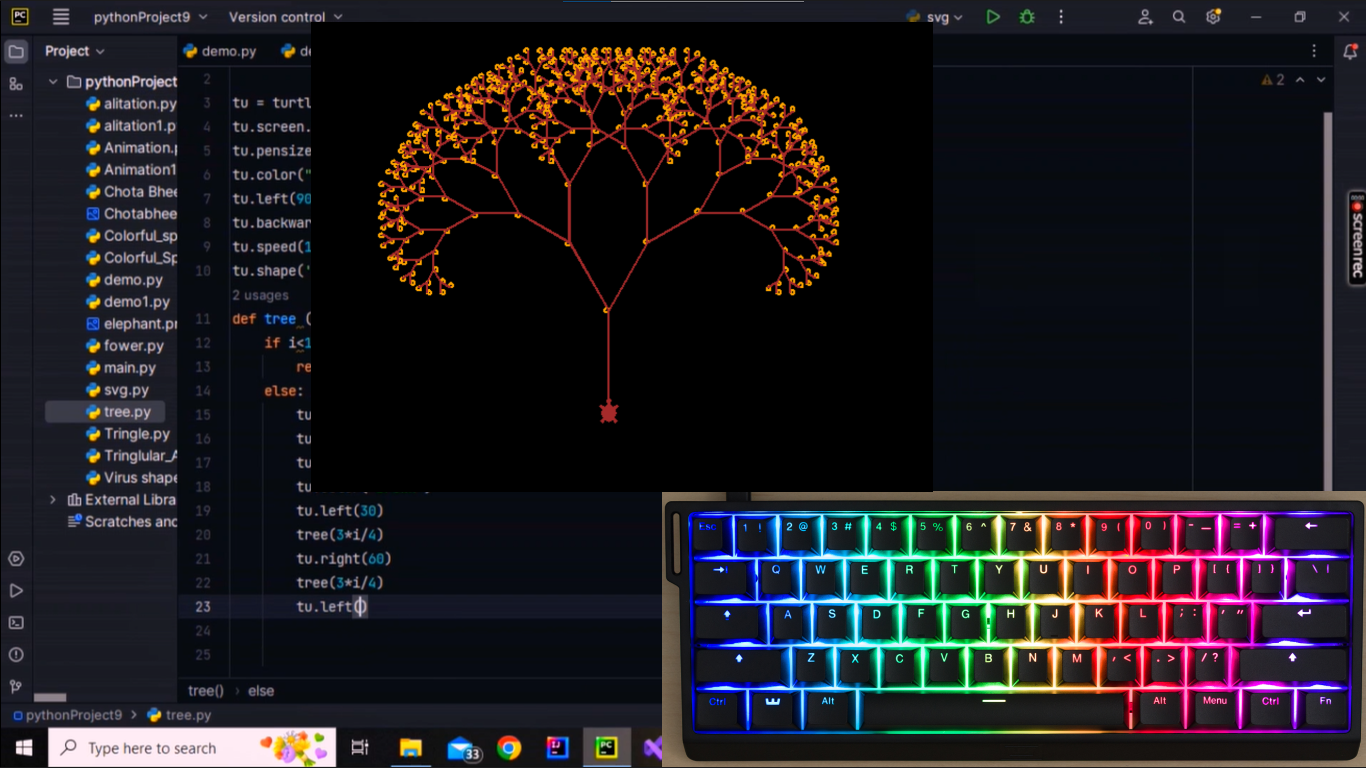 PC pythonProject9 Version control svg
Project
demo.py
pythonProject
alitation.py
alitation1.p
Animation.
Animation1
Chota Bhee
Chotabhee
Colorful_sp
Colorful_Sp
demo.py
demo1.py
elephant.pr
fower.py
main.py
svg.py
tree.py
Tringle.py
Tringlular_A
Virus shape
External Libra
Scratches and
2
3 tu = turtl
4 tu.screen.
5 tu.pensize
6 tu.color("
7 tu.left(90
8 tu.backwar
9 tu.speed(1
10 tu.shape('
2 usages
11 def tree (
12 if i<1
13 re
14 else:
15 tu
16 tu
17 tu
18 tu
19 tu.left(30)
20 tree(3*i/4)
21 tu.right(60)
22 tree(3*i/4)
23 tu.left()
24
25
2
screenrec
tree() › else
pythonProject9 › tree.py
Type here to search
33
PC
Esc 1 ! 2 @ 3 # 4 $ 5 % 6 ^ 7 & 8 * 9 ( 0 ) - _ = +
Q W E R T Y U I O P [ { ] } \ |
A S D F G H J K L ; : ' "
Z X C V B N M , < . > / ?
Ctrl Alt Alt Menu Ctrl Fn